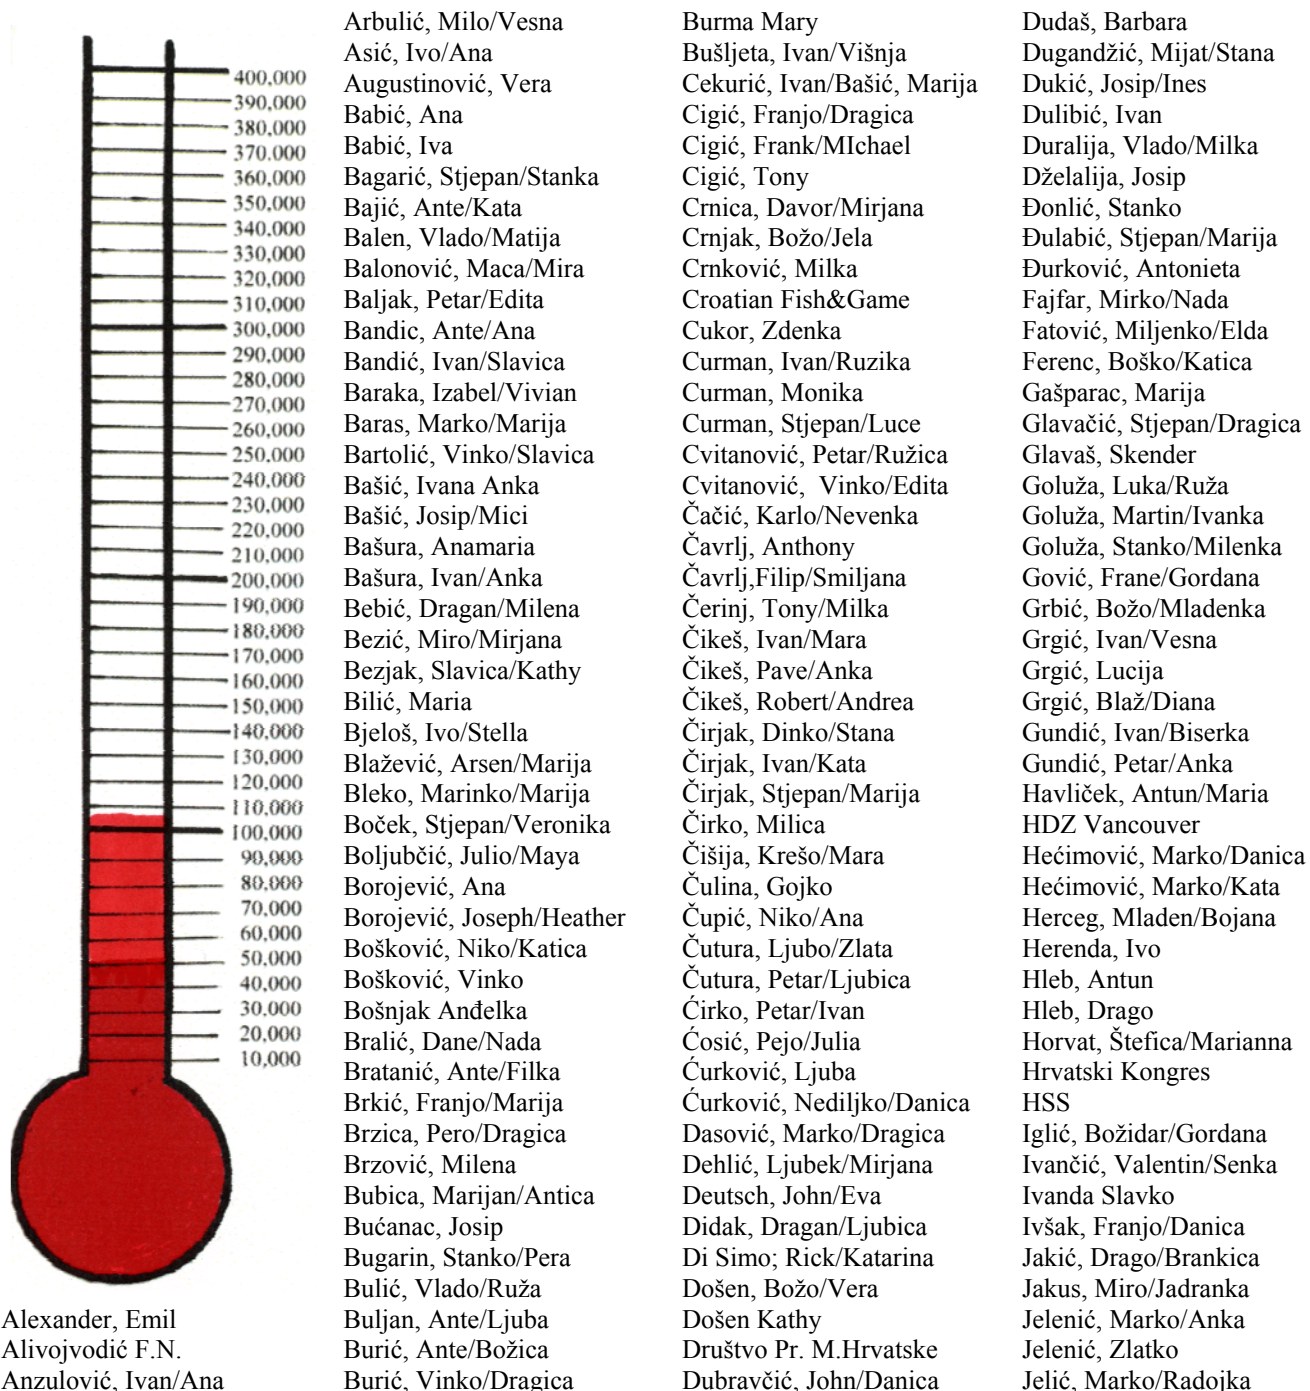 400,000
390,000
380,000
370.000
360,000
350,000
340,000
330,000
320,000
310,000
300,000
290,000
280,000
270,000
260,000
250,000
240,000
230,000
220,000
210,000
200,000
190,000
180,000
170,000
160,000
150,000
140,000
130,000
120,000
110,000
100,000
90,000
80,000
70,000
60,000
50,000
40,000
30.000
20,000
10,000
Alexander, Emil
Alivojvodić F.N.
Anzulović, Ivan/Ana
Arbulić, Milo/Vesna
Asić, Ivo/Ana
Augustinović, Vera
Babić, Ana
Babić, Iva
Bagarić, Stjepan/Stanka
Bajić, Ante/Kata
Balen, Vlado/Matija
Balonović, Maca/Mira
Baljak, Petar/Edita
Bandic, Ante/Ana
Bandić, Ivan/Slavica
Baraka, Izabel/Vivian
Baras, Marko/Marija
Bartolić, Vinko/Slavica
Bašić, Ivana Anka
Bašić, Josip/Mici
Bašura, Anamaria
Bašura, Ivan/Anka
Bebić, Dragan/Milena
Bezić, Miro/Mirjana
Bezjak, Slavica/Kathy
Bilić, Maria
Bjeloš, Ivo/Stella
Blažević, Arsen/Marija
Bleko, Marinko/Marija
Boček, Stjepan/Veronika
Boljubčić, Julio/Maya
Borojević, Ana
Borojević, Joseph/Heather
Bošković, Niko/Katica
Bošković, Vinko
Bošnjak Anđelka
Bralić, Dane/Nada
Bratanić, Ante/Filka
Brkić, Franjo/Marija
Brzica, Pero/Dragica
Brzović, Milena
Bubica, Marijan/Antica
Bućanac, Josip
Bugarin, Stanko/Pera
Bulić, Vlado/Ruža
Buljan, Ante/Ljuba
Burić, Ante/Božica
Burić, Vinko/Dragica
Burma Mary
Bušljeta, Ivan/Višnja
Cekurić, Ivan/Bašić, Marija
Cigić, Franjo/Dragica
Cigić, Frank/MIchael
Cigić, Tony
Crnica, Davor/Mirjana
Crnjak, Božo/Jela
Crnković, Milka
Croatian Fish&Game
Cukor, Zdenka
Curman, Ivan/Ruzika
Curman, Monika
Curman, Stjepan/Luce
Cvitanović, Petar/Ružica
Cvitanović, Vinko/Edita
Čačić, Karlo/Nevenka
Čavrlj, Anthony
Čavrlj,Filip/Smiljana
Čerinj, Tony/Milka
Čikeš, Ivan/Mara
Čikeš, Pave/Anka
Čikeš, Robert/Andrea
Čirjak, Dinko/Stana
Čirjak, Ivan/Kata
Čirjak, Stjepan/Marija
Čirko, Milica
Čišija, Krešo/Mara
Čulina, Gojko
Čupić, Niko/Ana
Čutura, Ljubo/Zlata
Čutura, Petar/Ljubica
Ćirko, Petar/Ivan
Ćosić, Pejo/Julia
Ćurković, Ljuba
Ćurković, Nediljko/Danica
Dasović, Marko/Dragica
Dehlić, Ljubek/Mirjana
Deutsch, John/Eva
Didak, Dragan/Ljubica
Di Simo; Rick/Katarina
Došen, Božo/Vera
Došen Kathy
Društvo Pr. M.Hrvatske
Dubravčić, John/Danica
Dudaš, Barbara
Dugandžić, Mijat/Stana
Dukić, Josip/Ines
Dulibić, Ivan
Duralija, Vlado/Milka
Dželalija, Josip
Đonlić, Stanko
Đulabić, Stjepan/Marija
Đurković, Antonieta
Fajfar, Mirko/Nada
Fatović, Miljenko/Elda
Ferenc, Boško/Katica
Gašparac, Marija
Glavačić, Stjepan/Dragica
Glavaš, Skender
Goluža, Luka/Ruža
Goluža, Martin/Ivanka
Goluža, Stanko/Milenka
Gović, Frane/Gordana
Grbić, Božo/Mladenka
Grgić, Ivan/Vesna
Grgić, Lucija
Grgić, Blaž/Diana
Gundić, Ivan/Biserka
Gundić, Petar/Anka
Havliček, Antun/Maria
HDZ Vancouver
Hećimović, Marko/Danica
Hećimović, Marko/Kata
Herceg, Mladen/Bojana
Herenda, Ivo
Hleb, Antun
Hleb, Drago
Horvat, Štefica/Marianna
Hrvatski Kongres
HSS
Iglić, Božidar/Gordana
Ivančić, Valentin/Senka
Ivanda Slavko
Ivšak, Franjo/Danica
Jakić, Drago/Brankica
Jakus, Miro/Jadranka
Jelenić, Marko/Anka
Jelenić, Zlatko
Jelić, Marko/Radojka